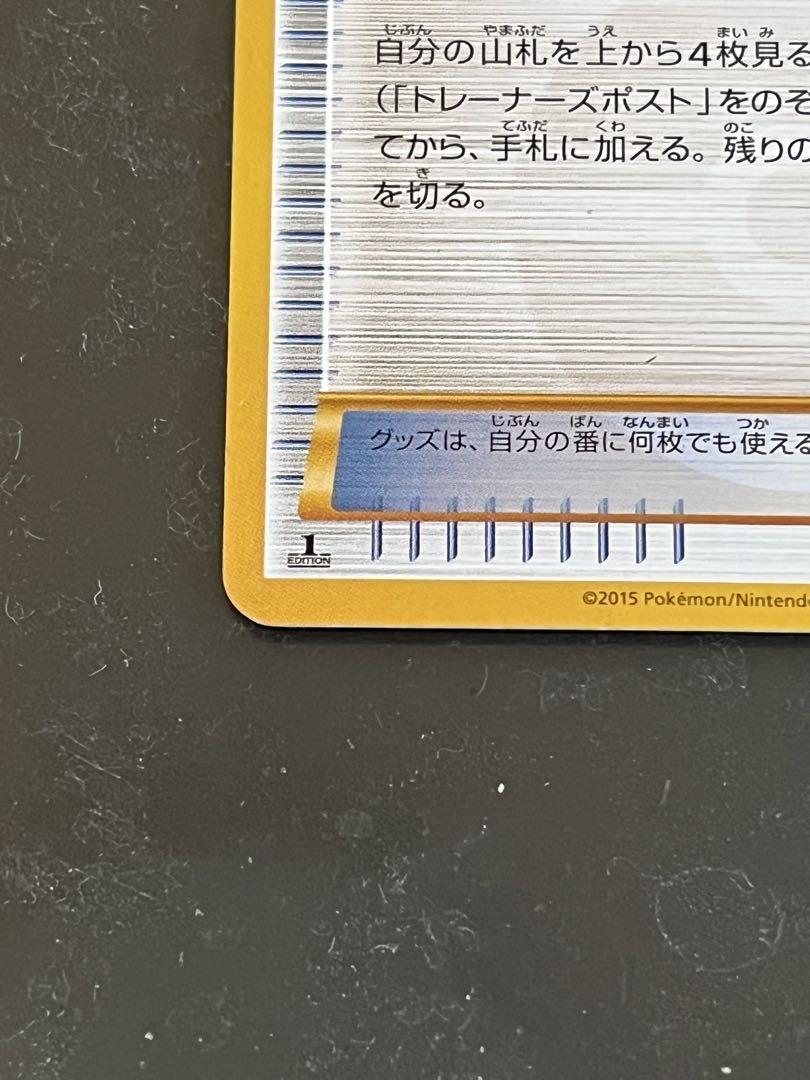 自分の山札を上から4枚見る
(「トレーナーズポスト」をのぞ
てから、手札に加える。残りの
を切る。
グッズは、自分の番に何枚でも使える
1
EDITION
©2015 Pokémon/Nintendo